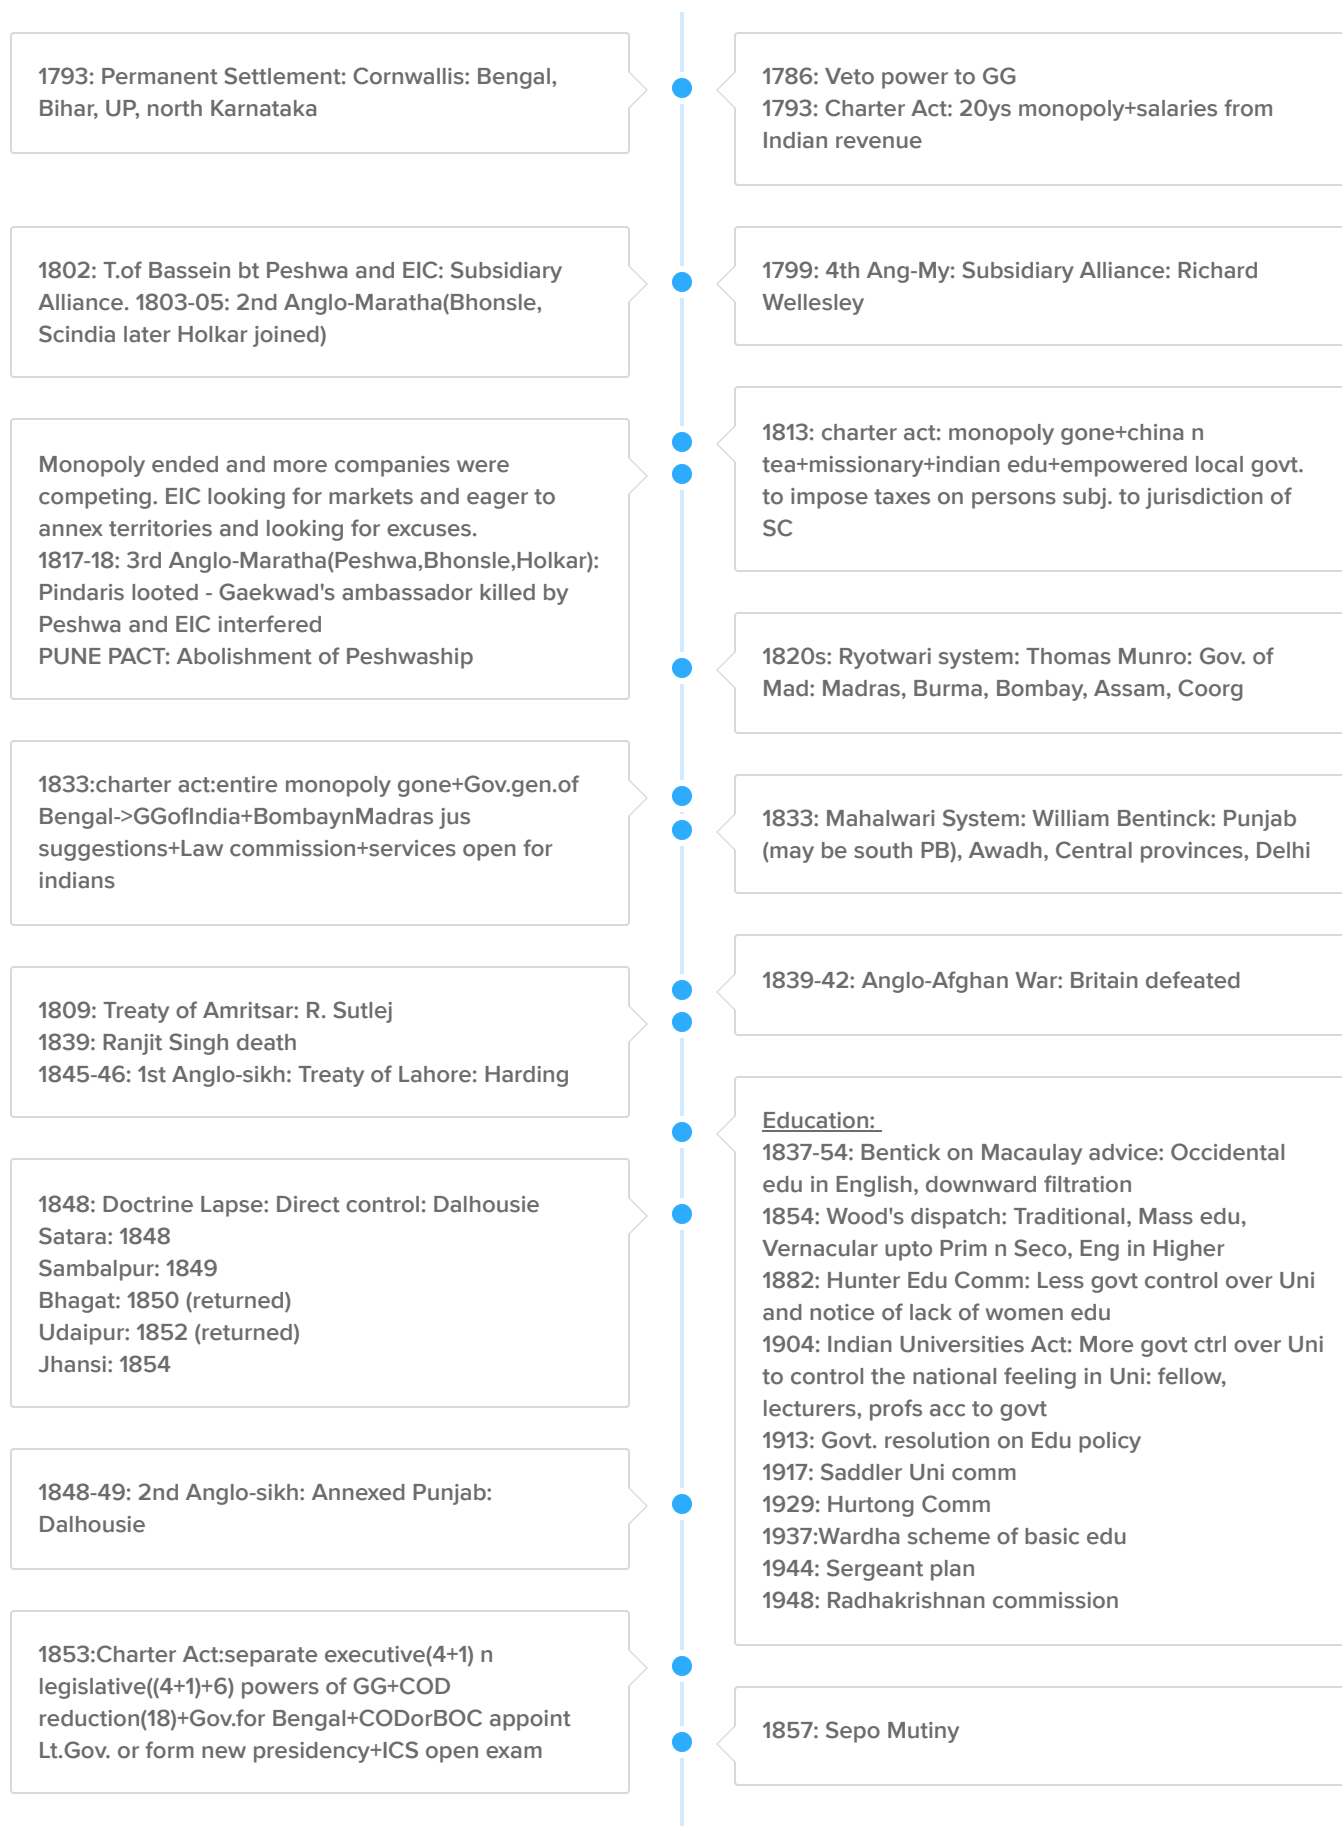 1793: Permanent Settlement: Cornwallis: Bengal,
Bihar, UP, north Karnataka
1786: Veto power to GG
1793: Charter Act: 20ys monopoly+salaries from
Indian revenue
1802: T.of Bassein bt Peshwa and EIC: Subsidiary
Alliance. 1803-05: 2nd Anglo-Maratha(Bhonsle,
Scindia later Holkar joined)
1799: 4th Ang-My: Subsidiary Alliance: Richard
Wellesley
1813: charter act: monopoly gone+china n
tea+missionary+indian edu+empowered local govt.
to impose taxes on persons subj. to jurisdiction of
SC
Monopoly ended and more companies were
competing. EIC looking for markets and eager to
annex territories and looking for excuses.
1817-18: 3rd Anglo-Maratha(Peshwa,Bhonsle,Holkar):
Pindaris looted - Gaekwad's ambassador killed by
Peshwa and EIC interfered
PUNE PACT: Abolishment of Peshwaship
1820s: Ryotwari system: Thomas Munro: Gov. of
Mad: Madras, Burma, Bombay, Assam, Coorg
1833:charter act:entire monopoly gone+Gov.gen.of
Bengal->GGofIndia+BombaynMadras jus
suggestions+Law commission+services open for
indians
1833: Mahalwari System: William Bentinck: Punjab
(may be south PB), Awadh, Central provinces, Delhi
1839-42: Anglo-Afghan War: Britain defeated
1809: Treaty of Amritsar: R. Sutlej
1839: Ranjit Singh death
1845-46: 1st Anglo-sikh: Treaty of Lahore: Harding
Education:
1837-54: Bentick on Macaulay advice: Occidental
edu in English, downward filtration
1854: Wood's dispatch: Traditional, Mass edu,
Vernacular upto Prim n Seco, Eng in Higher
1882: Hunter Edu Comm: Less govt control over Uni
and notice of lack of women edu
1904: Indian Universities Act: More govt ctrl over Uni
to control the national feeling in Uni: fellow,
lecturers, profs acc to govt
1913: Govt. resolution on Edu policy
1917: Saddler Uni comm
1929: Hurtong Comm
1937:Wardha scheme of basic edu
1944: Sergeant plan
1948: Radhakrishnan commission
1848: Doctrine Lapse: Direct control: Dalhousie
Satara: 1848
Sambalpur: 1849
Bhagat: 1850 (returned)
Udaipur: 1852 (returned)
Jhansi: 1854
1848-49: 2nd Anglo-sikh: Annexed Punjab:
Dalhousie
1853:Charter Act:separate executive(4+1) n
legislative((4+1)+6) powers of GG+COD
reduction(18)+Gov.for Bengal+CODorBOC appoint
Lt.Gov. or form new presidency+ICS open exam
1857: Sepo Mutiny